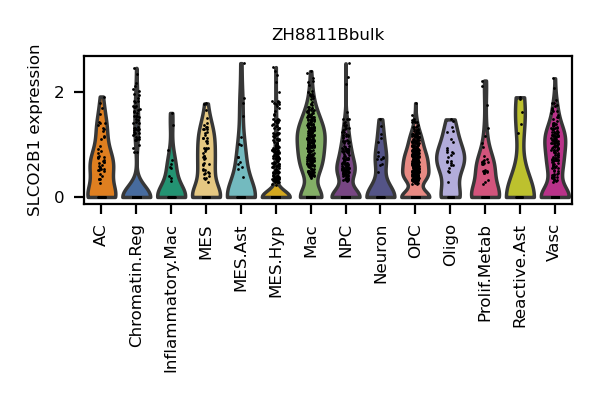 ZH8811Bbulk
SLCO2B1 expression
2
0
AC
Chromatin.Reg
Inflammatory.Mac
MES
MES.Ast
MES.Hyp
Mac
NPC
Neuron
OPC
Oligo
Prolif.Metab
Reactive.Ast
Vasc